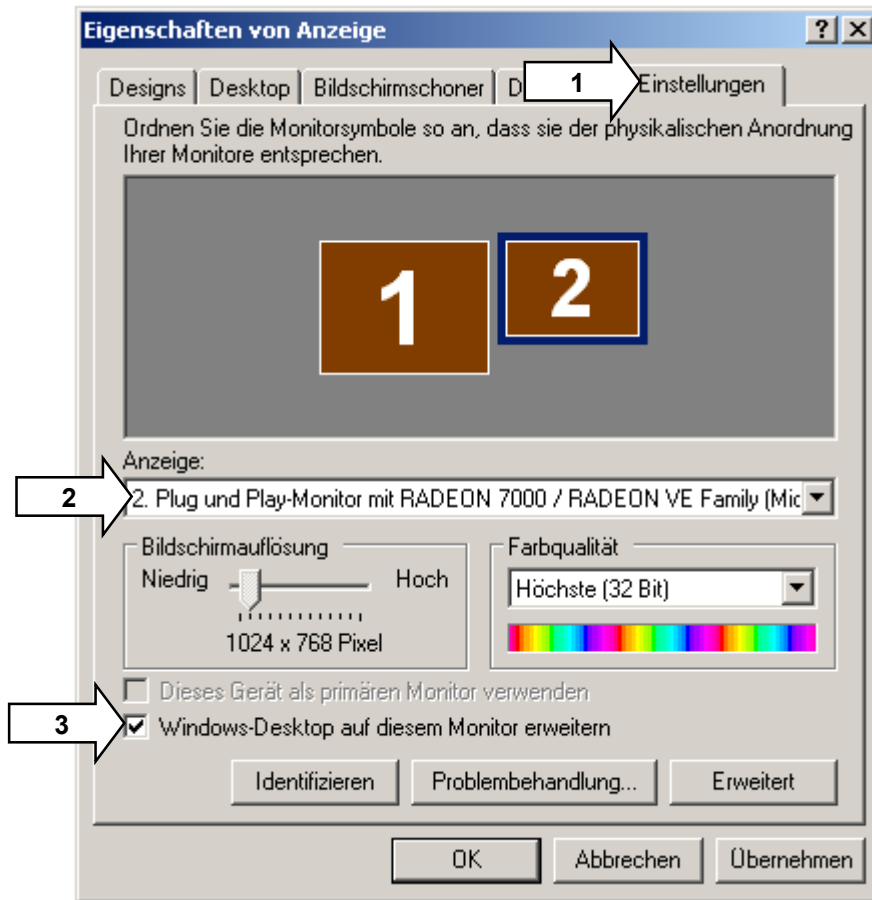 Eigenschaften von Anzeige
Designs Desktop Bildschirmschoner D 1 Einstellungen
Ordnen Sie die Monitorsymbole so an, dass sie der physikalischen Anordnung
Ihrer Monitore entsprechen.
1 2
Anzeige:
2 2. Plug und Play-Monitor mit RADEON 7000 / RADEON VE Family (Mic
Bildschirmauflösung Farbqualität
Niedrig Hoch Höchste (32 Bit)
1024 x 768 Pixel
Dieses Gerät als primären Monitor verwenden
3 Windows-Desktop auf diesem Monitor erweitern
Identifizieren Problembehandlung... Erweitert
OK Abbrechen Übernehmen